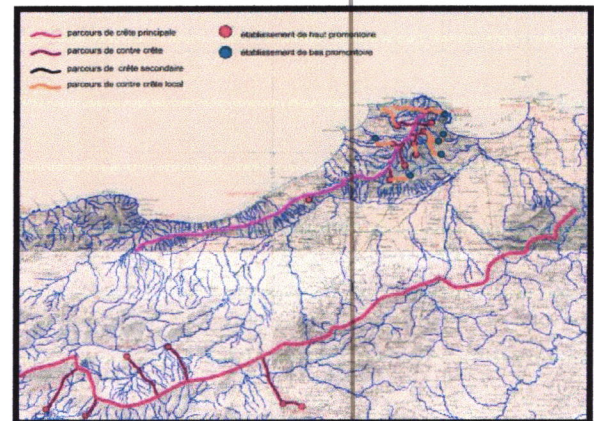 parcours de crête principale
parcours de contre crête
parcours de crête secondaire
parcours de contre crête local
établissement de haut promontoire
établissement de bas promontoire